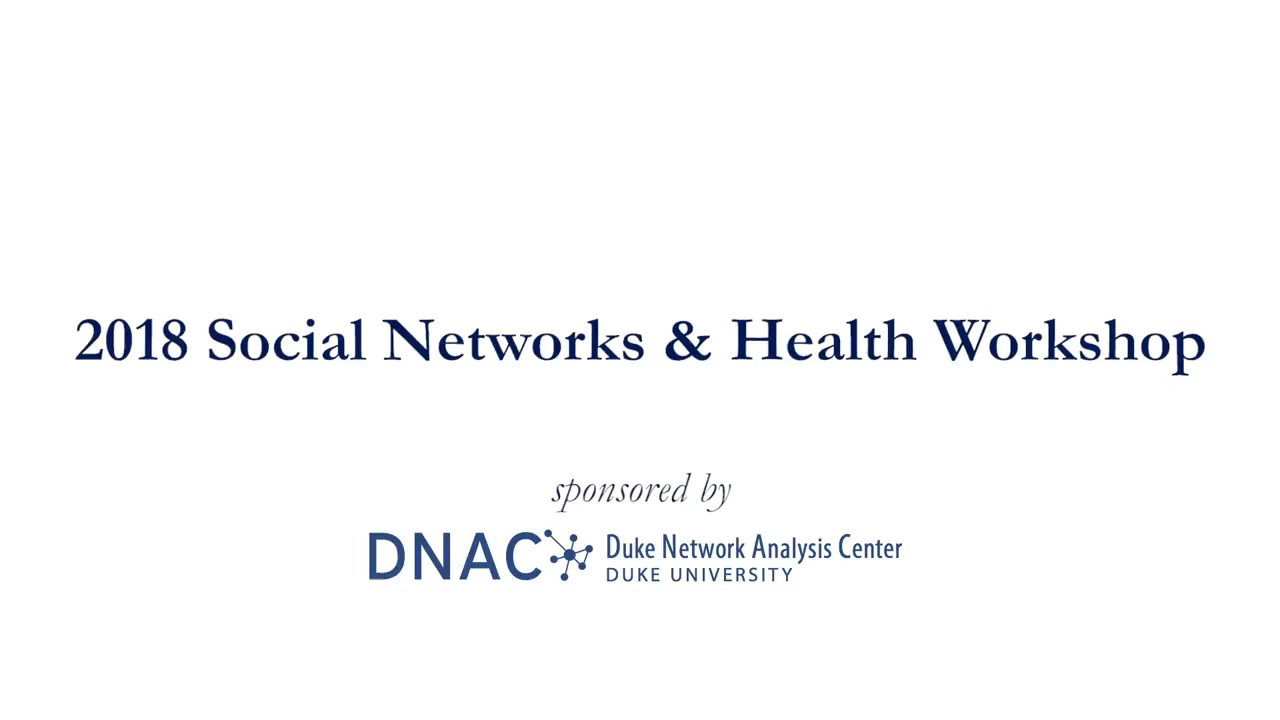 2018 Social Networks & Health Workshop
sponsored by
DNAC Duke Network Analysis Center
DUKE UNIVERSITY